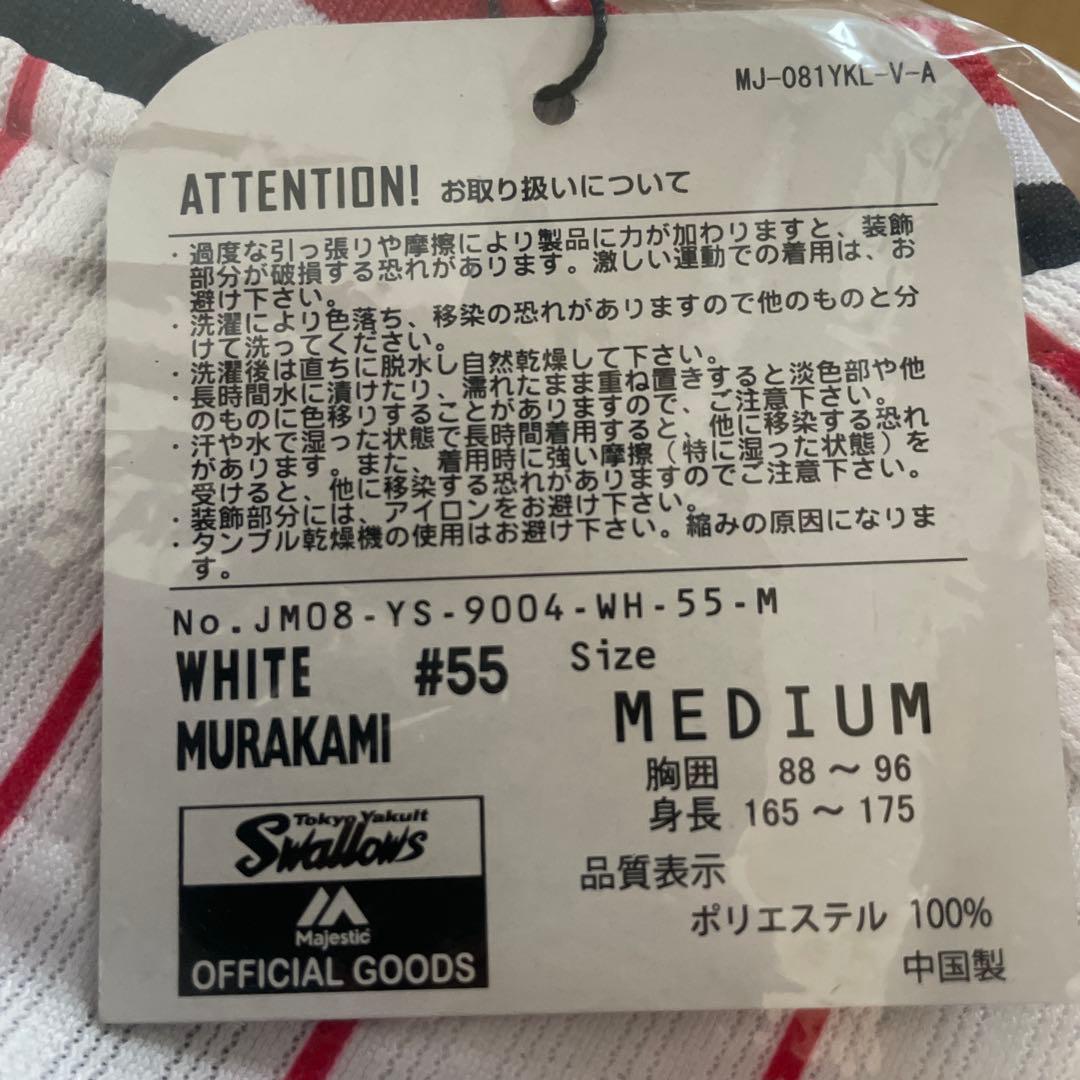 MJ-081YKL-V-A
ATTENTION! お取り扱いについて
・過度な引っ張りや摩擦により製品に力が加わりますと、装飾
部分が破損する恐れがあります。激しい運動での着用は、お
避け下さい。
・洗濯により色落ち、移染の恐れがありますので他のものと分
けて洗ってください。
・洗濯後は直ちに脱水し自然乾燥して下さい。
・長時間水に漬けたり、濡れたまま重ね置きすると淡色部や他
のものに色移りすることがありますので、ご注意下さい。
・汗や水で湿った状態で長時間着用すると、他に移染する恐れ
があります。また、着用時に強い摩擦（特に湿った状態）を
受けると、他に移染する恐れがありますのでご注意下さい。
・装飾部分には、アイロンをお避け下さい。
・タンブル乾燥機の使用はお避け下さい。縮みの原因になりま
す。
No.JM08-YS-9004-WH-55-M
WHITE #55
MURAKAMI
Size
MEDIUM
胸囲 88～96
身長 165～175
品質表示
ポリエステル 100%
中国製
Tokyo Yakult
Swallows
Majestic
OFFICIAL GOODS